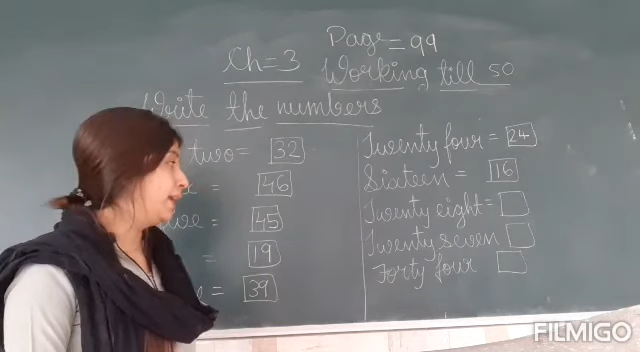 Page = 99
Ch = 3 Working till 50
Write the numbers
two = 32
= 46
= 45
= 19
= 39
Twenty four = 24
Sixteen = 16
Twenty eight =
Twenty seven
Forty four
FILMIGO